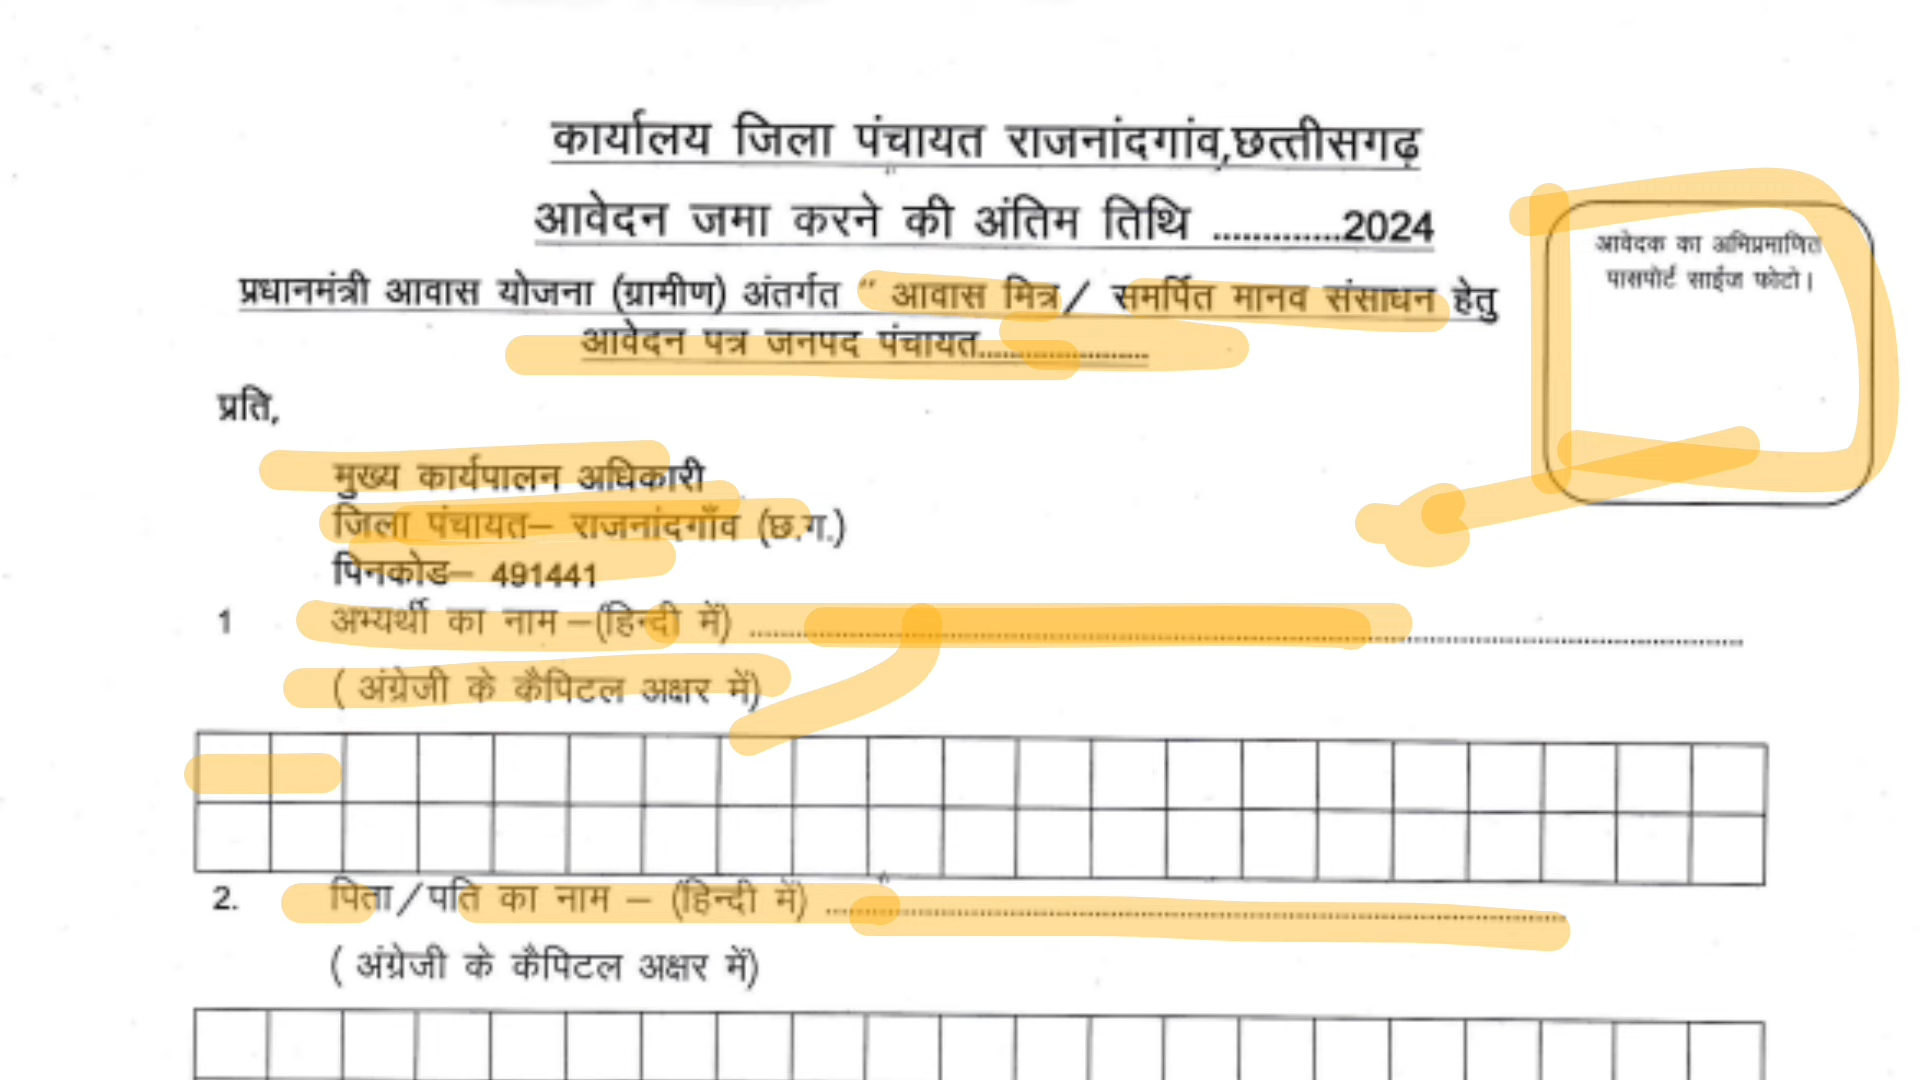 कार्यालय जिला पंचायत राजनांदगांव,छत्तीसगढ़
आवेदन जमा करने की अंतिम तिथि .............2024
प्रधानमंत्री आवास योजना (ग्रामीण) अंतर्गत “ आवास मित्र/ समर्पित मानव संसाधन हेतु
आवेदन पत्र जनपद पंचायत........................
आवेदक का अभिप्रमाणित
पासपोर्ट साईज फोटो।
प्रति,
मुख्य कार्यपालन अधिकारी
जिला पंचायत– राजनांदगॉव (छ.ग.)
पिनकोड– 491441
1 अभ्यर्थी का नाम –(हिन्दी में) ................................................................
( अंग्रेजी के कैपिटल अक्षर में)
2. पिता/पति का नाम – (हिन्दी में) ................................................................
( अंग्रेजी के कैपिटल अक्षर में)